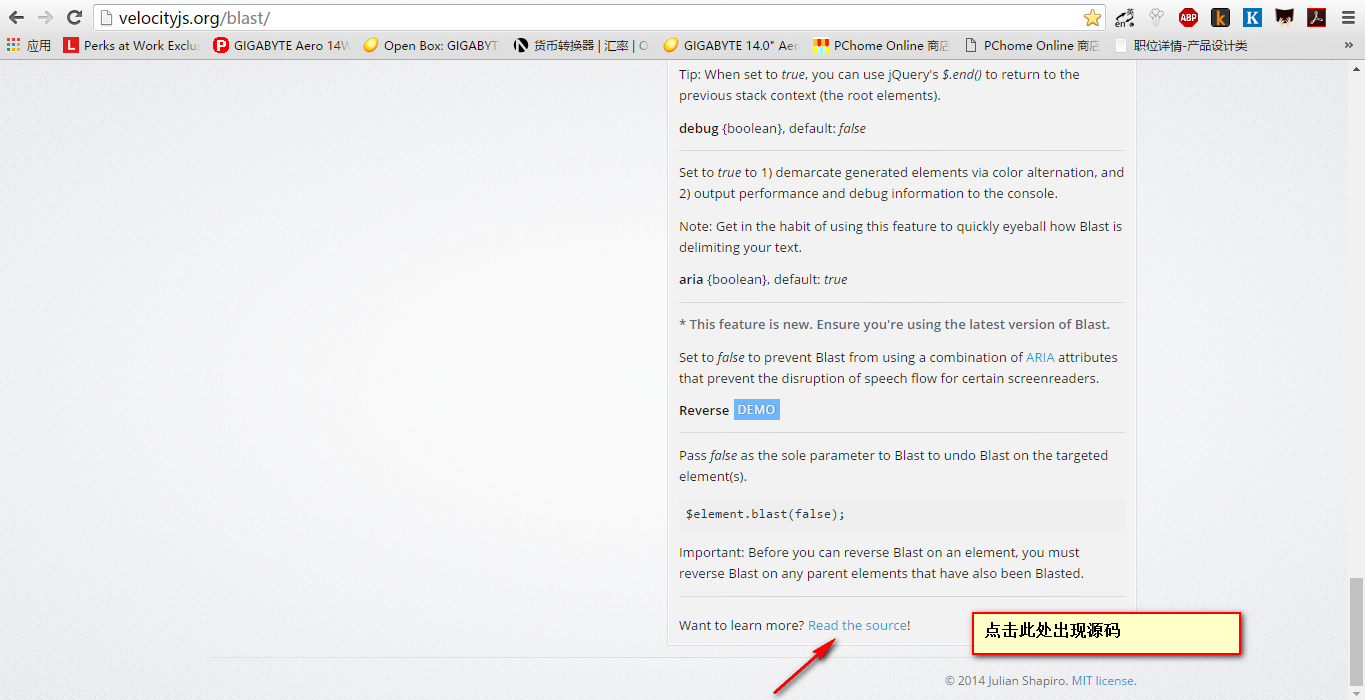 velocityjs.org/blast/
英
en
ABP
k
K
应用
L Perks at Work Exclu
GIGABYTE Aero 14W
Open Box: GIGABYT
货币转换器 | 汇率 | O
GIGABYTE 14.0" Aer
PChome Online 商店
PChome Online 商店
职位详情-产品设计类
»
Tip: When set to true, you can use jQuery's $.end() to return to the
previous stack context (the root elements).
debug {boolean}, default: false
Set to true to 1) demarcate generated elements via color alternation, and
2) output performance and debug information to the console.
Note: Get in the habit of using this feature to quickly eyeball how Blast is
delimiting your text.
aria {boolean}, default: true
* This feature is new. Ensure you're using the latest version of Blast.
Set to false to prevent Blast from using a combination of ARIA attributes
that prevent the disruption of speech flow for certain screenreaders.
Reverse DEMO
Pass false as the sole parameter to Blast to undo Blast on the targeted
element(s).
$element.blast(false);
Important: Before you can reverse Blast on an element, you must
reverse Blast on any parent elements that have also been Blasted.
Want to learn more? Read the source!
点击此处出现源码
© 2014 Julian Shapiro. MIT license.